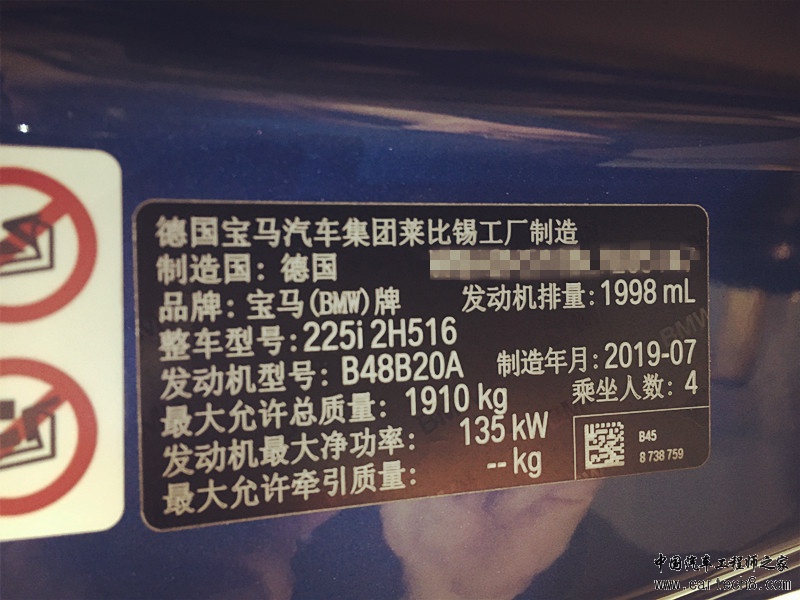 德国宝马汽车集团莱比锡工厂制造
制造国：德国
品牌：宝马(BMW)牌 发动机排量：1998 mL
整车型号：225i 2H516
发动机型号：B48B20A 制造年月：2019-07
最大允许总质量：1910 kg 乘坐人数：4
发动机最大净功率：135 kW
最大允许牵引质量：-- kg
B45
8 738 759
中国汽车工程师之家
www.cartech8.com